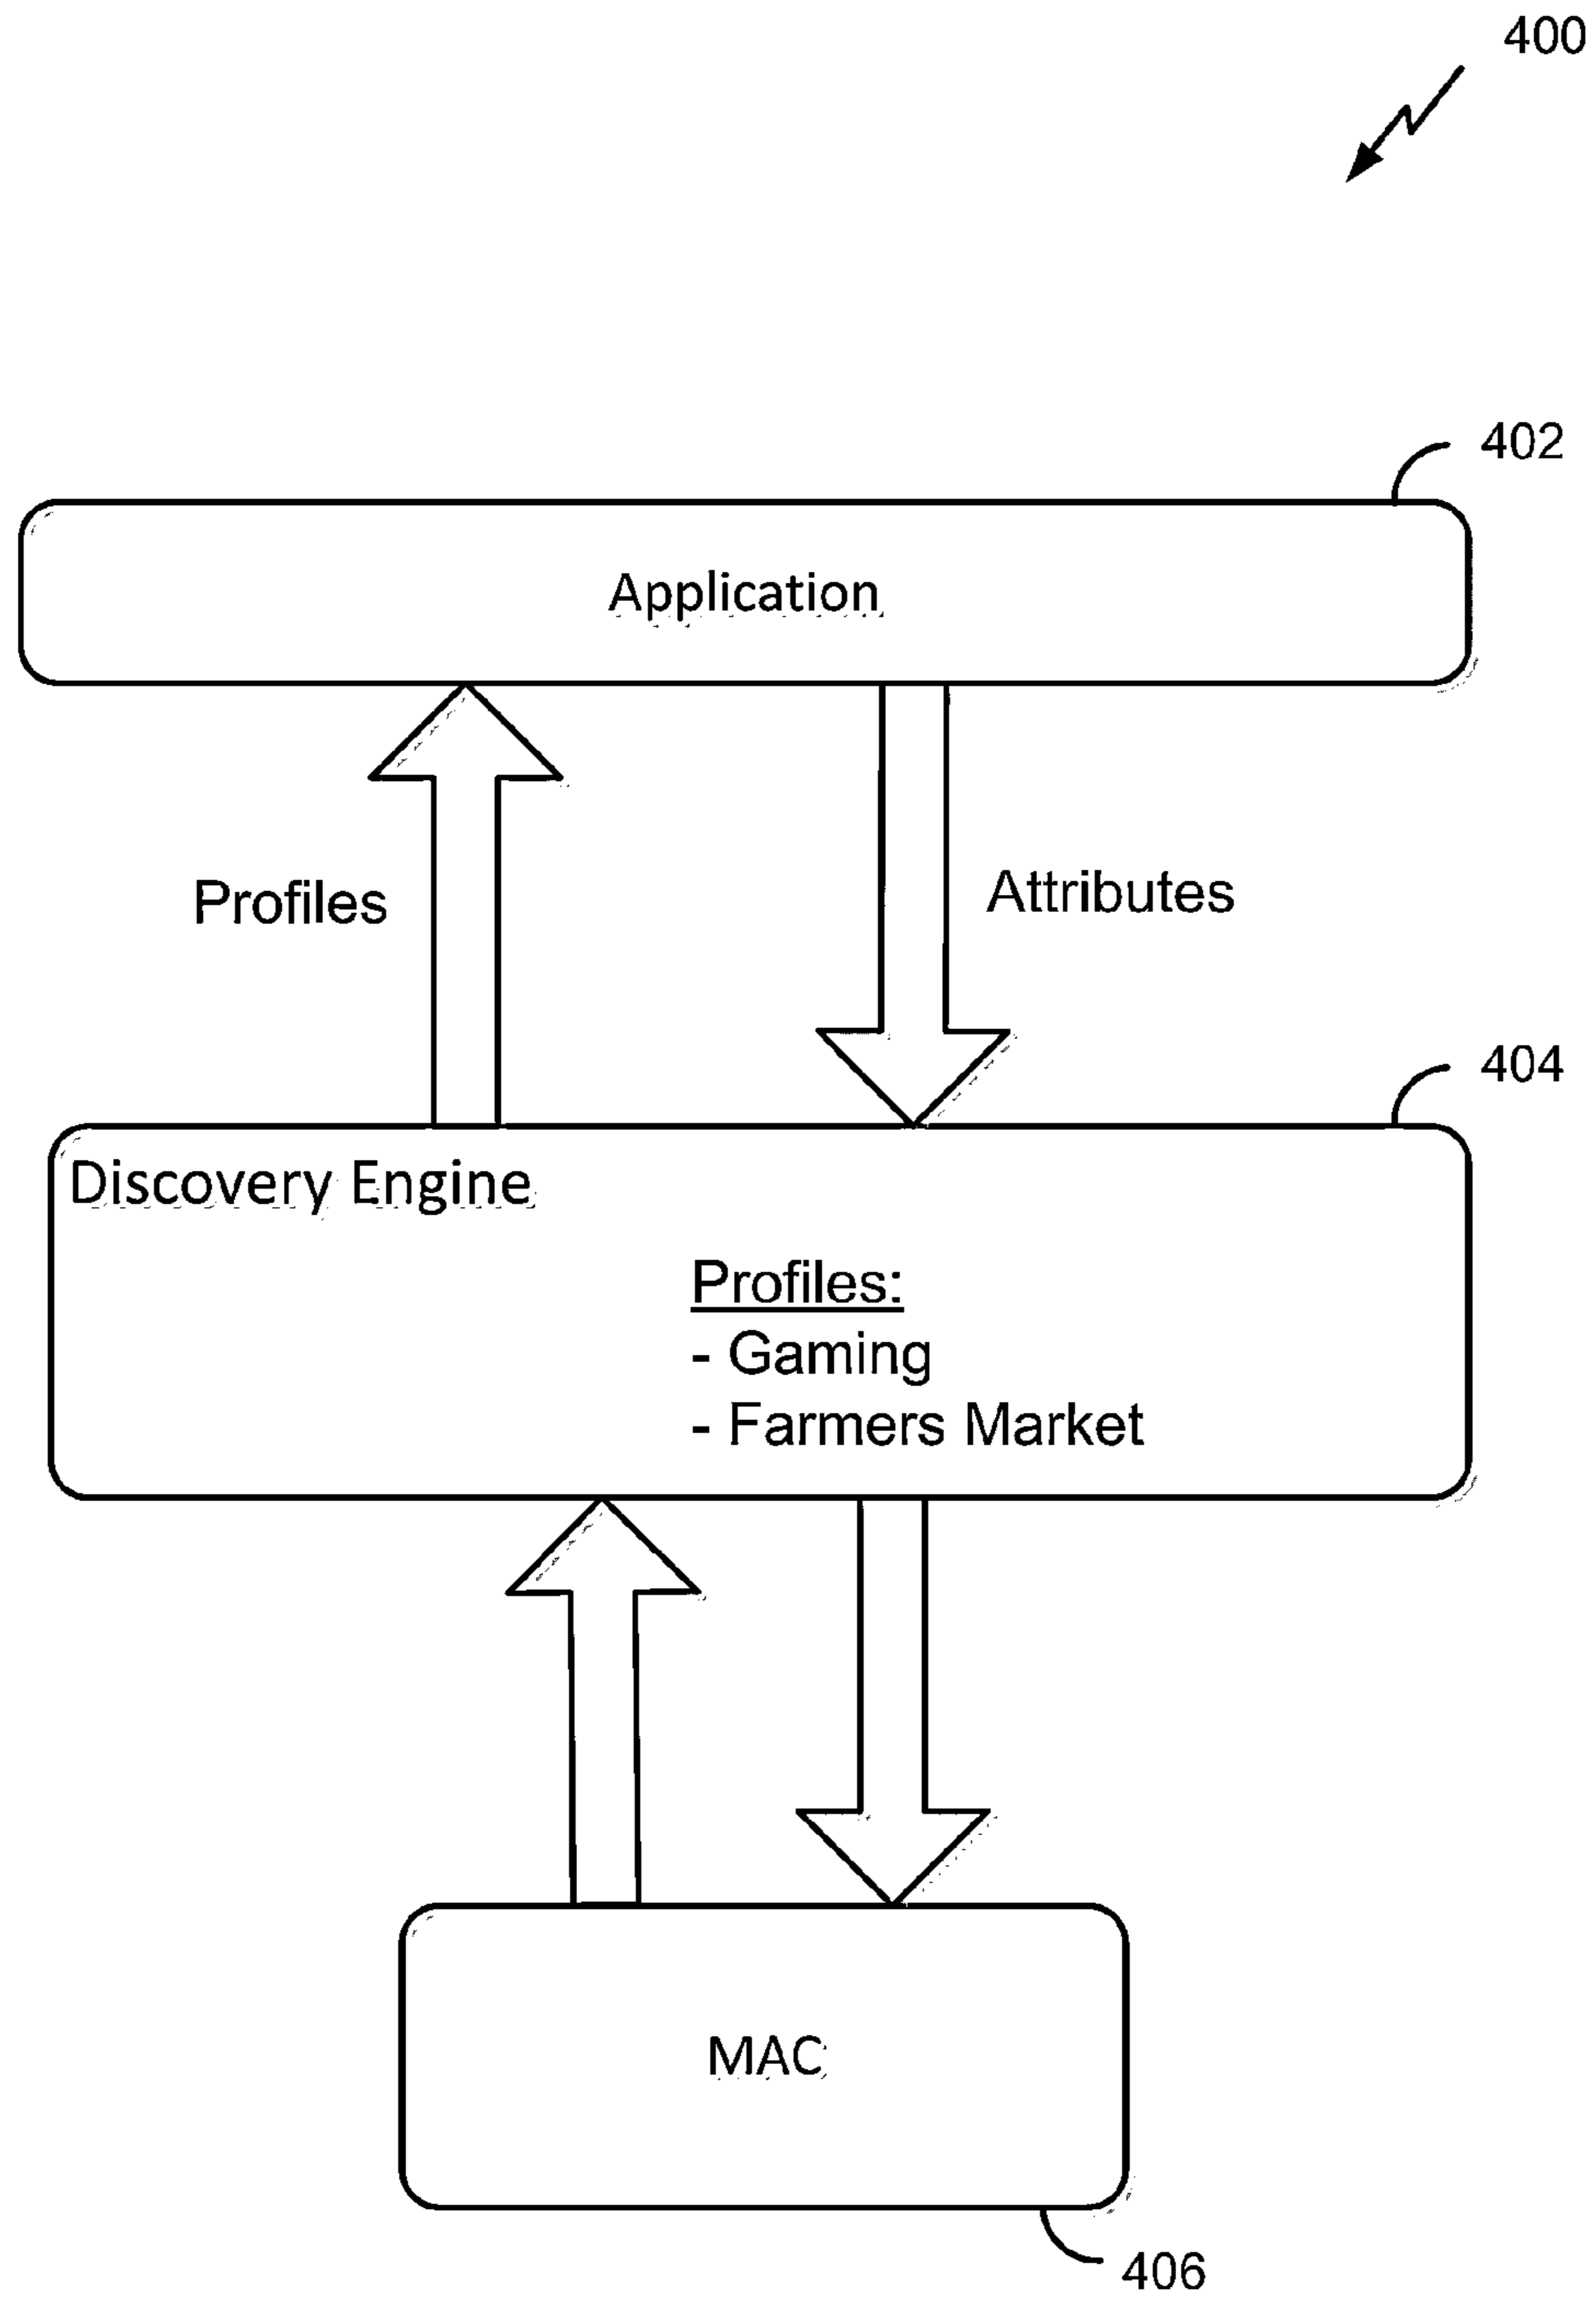 400
402
Application
Profiles
Attributes
404
Discovery Engine
Profiles:
- Gaming
- Farmers Market
MAC
406